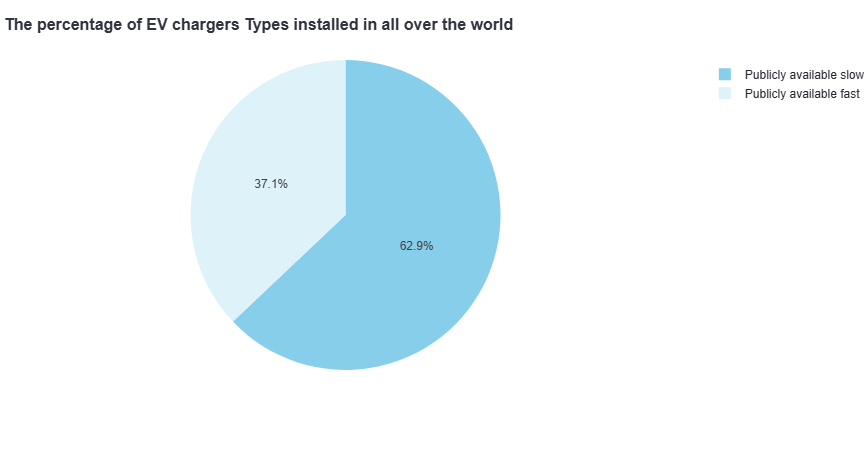 The percentage of EV chargers Types installed in all over the world
Publicly available slow
Publicly available fast
37.1%
62.9%